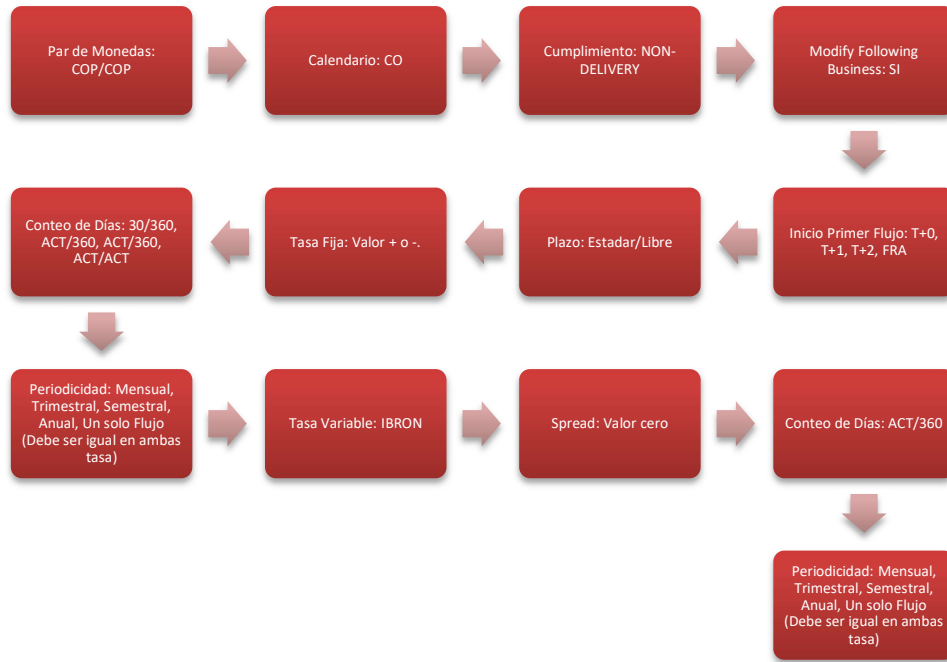 Par de Monedas:
COP/COP
Calendario: CO
Cumplimiento: NON-
DELIVERY
Modify Following
Business: SI
Inicio Primer Flujo: T+0,
T+1, T+2, FRA
Plazo: Estadar/Libre
Tasa Fija: Valor + o -.
Conteo de Días: 30/360,
ACT/360, ACT/360,
ACT/ACT
Periodicidad: Mensual,
Trimestral, Semestral,
Anual, Un solo Flujo
(Debe ser igual en ambas
tasa)
Tasa Variable: IBRON
Spread: Valor cero
Conteo de Días: ACT/360
Periodicidad: Mensual,
Trimestral, Semestral,
Anual, Un solo Flujo
(Debe ser igual en ambas
tasa)